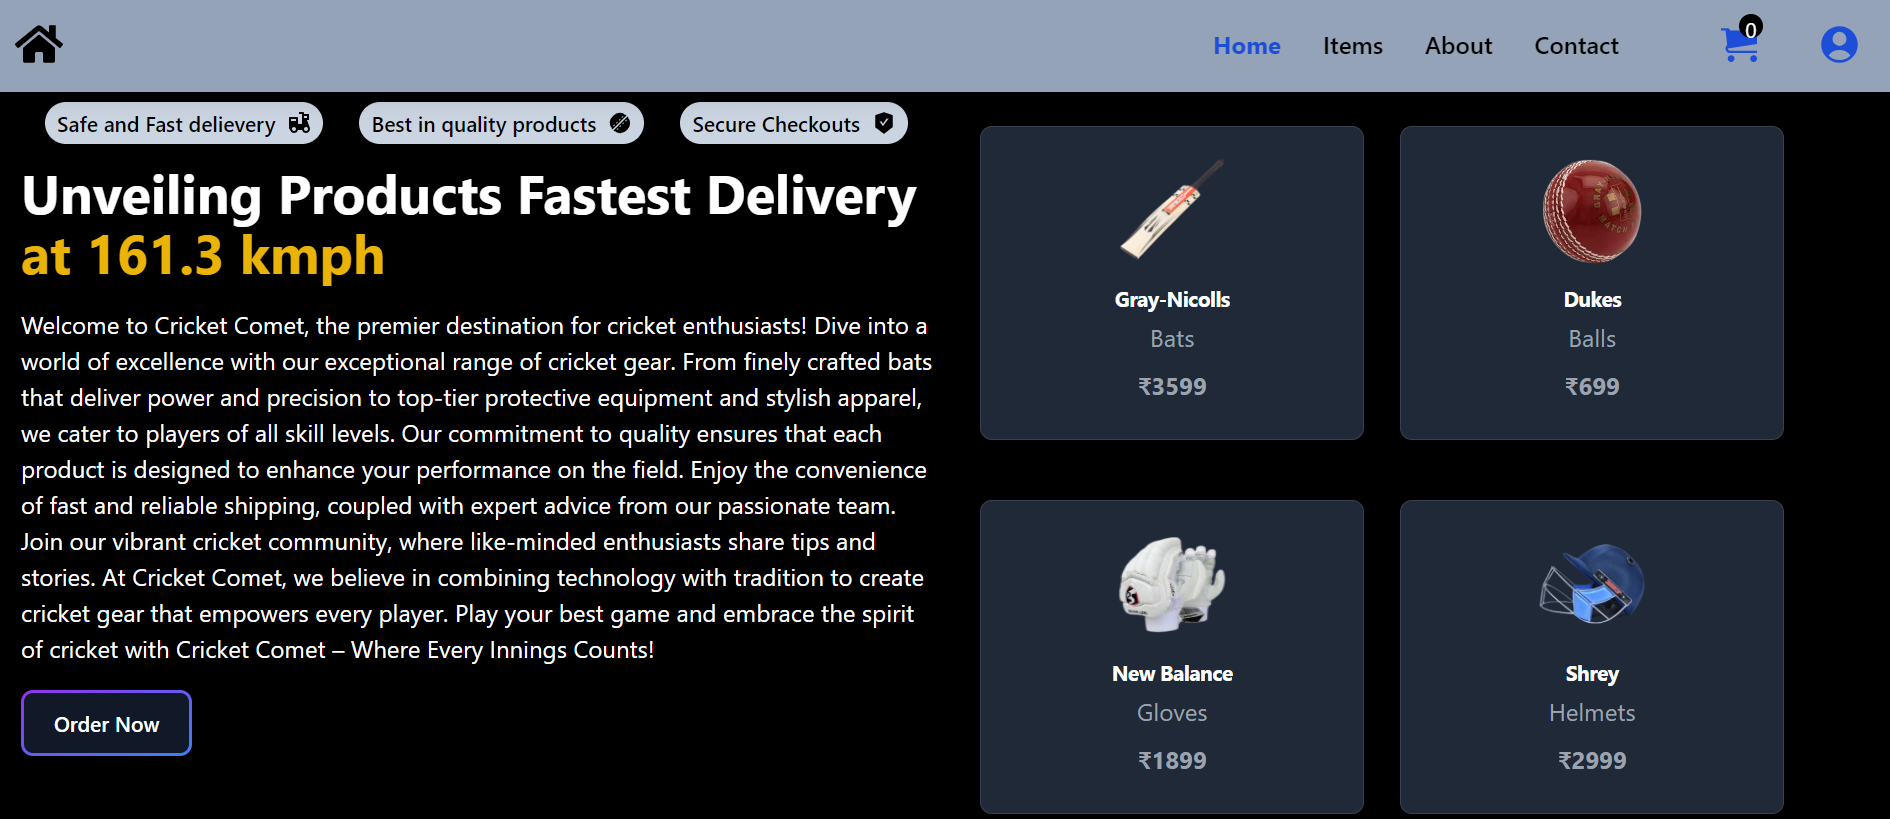 Home
Items
About
Contact
0
Safe and Fast delievery
Best in quality products
Secure Checkouts
Unveiling Products Fastest Delivery
at 161.3 kmph
Welcome to Cricket Comet, the premier destination for cricket enthusiasts! Dive into a
world of excellence with our exceptional range of cricket gear. From finely crafted bats
that deliver power and precision to top-tier protective equipment and stylish apparel,
we cater to players of all skill levels. Our commitment to quality ensures that each
product is designed to enhance your performance on the field. Enjoy the convenience
of fast and reliable shipping, coupled with expert advice from our passionate team.
Join our vibrant cricket community, where like-minded enthusiasts share tips and
stories. At Cricket Comet, we believe in combining technology with tradition to create
cricket gear that empowers every player. Play your best game and embrace the spirit
of cricket with Cricket Comet – Where Every Innings Counts!
Order Now
Gray-Nicolls
Bats
₹3599
Dukes
Balls
₹699
New Balance
Gloves
₹1899
Shrey
Helmets
₹2999